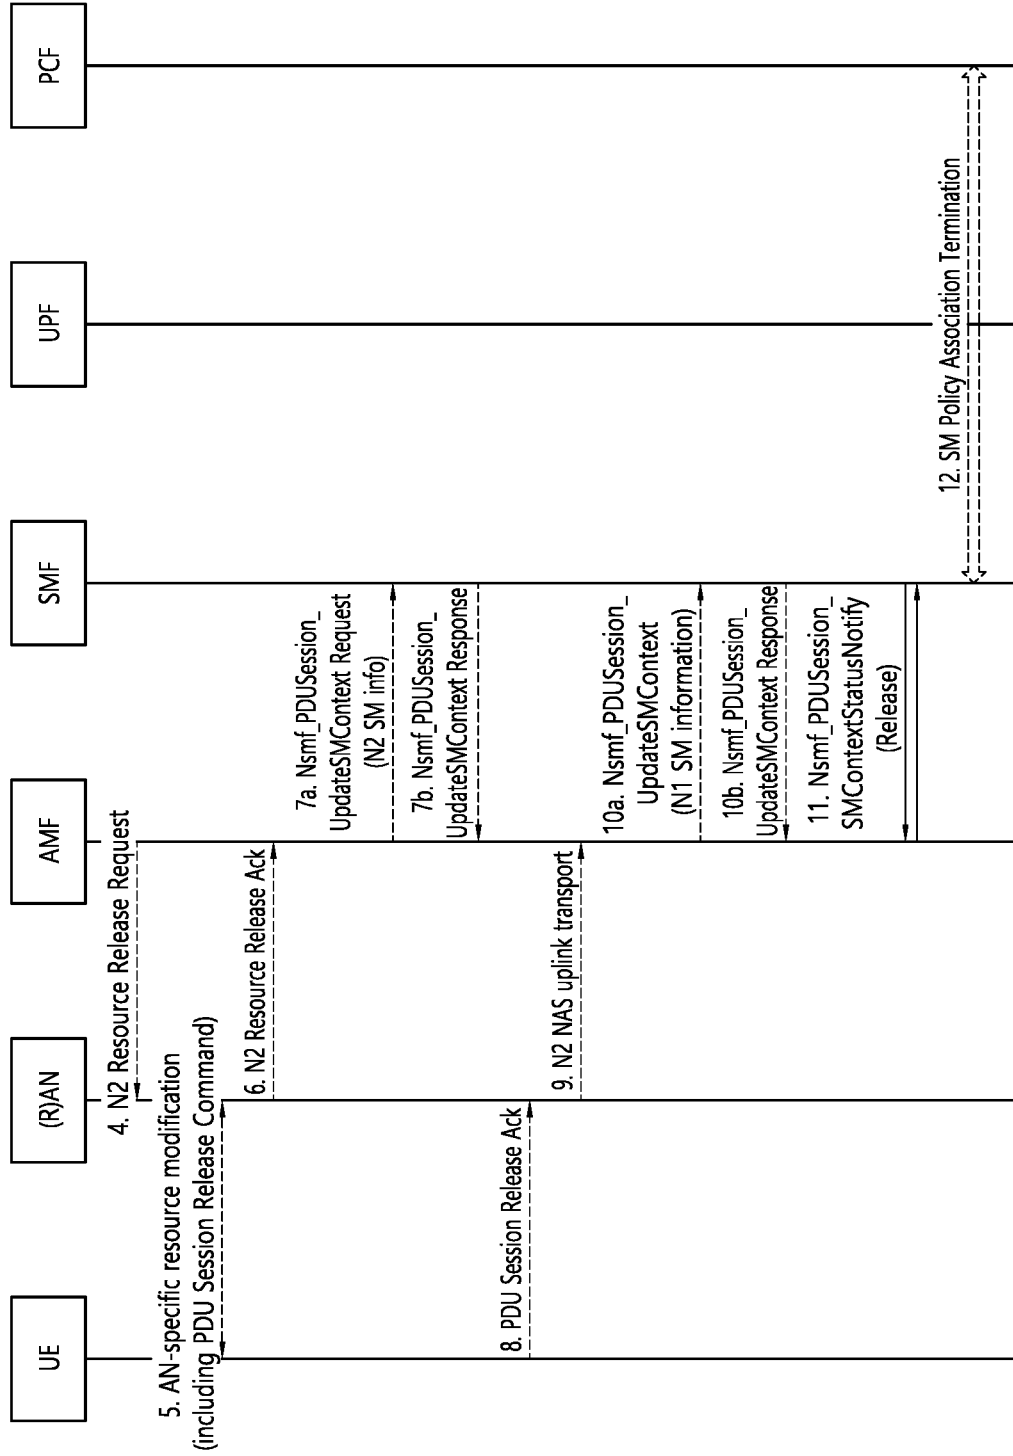 UE
(R)AN
AMF
SMF
UPF
PCF
4. N2 Resource Release Request
5. AN-specific resource modification
(including PDU Session Release Command)
6. N2 Resource Release Ack
7a. Nsmf_PDUSession_
UpdateSMContext Request
(N2 SM info)
7b. Nsmf_PDUSession_
UpdateSMContext Response
8. PDU Session Release Ack
9. N2 NAS uplink transport
10a. Nsmf_PDUSession_
UpdateSMContext
(N1 SM information)
10b. Nsmf_PDUSession_
UpdateSMContext Response
11. Nsmf_PDUSession_
SMContextStatusNotify
(Release)
12. SM Policy Association Termination